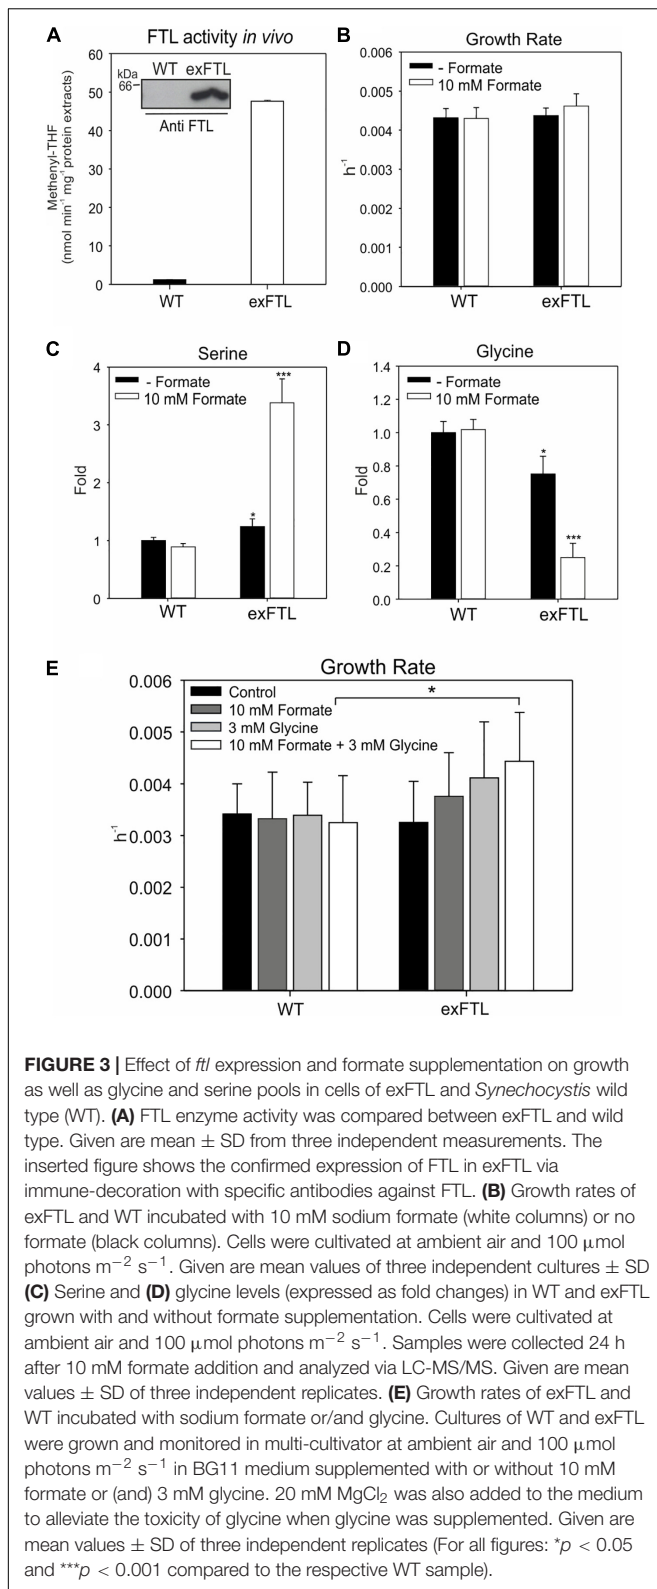 A
FTL activity in vivo
Methenyl-THF
(nmol min⁻¹ mg⁻¹ protein extracts)
60
50
40
30
20
10
0
kDa
66
WT exFTL
Anti FTL
WT
exFTL
B
Growth Rate
h⁻¹
0.006
0.005
0.004
0.003
0.002
0.001
0.000
- Formate
10 mM Formate
WT
exFTL
C
Serine
Fold
4
3
2
1
0
- Formate
10 mM Formate
*
***
WT
exFTL
D
Glycine
Fold
1.4
1.2
1.0
0.8
0.6
0.4
0.2
0.0
- Formate
10 mM Formate
*
***
WT
exFTL
E
Growth Rate
h⁻¹
0.006
0.005
0.004
0.003
0.002
0.001
0.000
Control
10 mM Formate
3 mM Glycine
10 mM Formate + 3 mM Glycine
*
WT
exFTL
FIGURE 3 | Effect of ftl expression and formate supplementation on growth
as well as glycine and serine pools in cells of exFTL and Synechocystis wild
type (WT). (A) FTL enzyme activity was compared between exFTL and wild
type. Given are mean ± SD from three independent measurements. The
inserted figure shows the confirmed expression of FTL in exFTL via
immune-decoration with specific antibodies against FTL. (B) Growth rates of
exFTL and WT incubated with 10 mM sodium formate (white columns) or no
formate (black columns). Cells were cultivated at ambient air and 100 μmol
photons m⁻² s⁻¹. Given are mean values of three independent cultures ± SD
(C) Serine and (D) glycine levels (expressed as fold changes) in WT and exFTL
grown with and without formate supplementation. Cells were cultivated at
ambient air and 100 μmol photons m⁻² s⁻¹. Samples were collected 24 h
after 10 mM formate addition and analyzed via LC-MS/MS. Given are mean
values ± SD of three independent replicates. (E) Growth rates of exFTL and
WT incubated with sodium formate or/and glycine. Cultures of WT and exFTL
were grown and monitored in multi-cultivator at ambient air and 100 μmol
photons m⁻² s⁻¹ in BG11 medium supplemented with or without 10 mM
formate or (and) 3 mM glycine. 20 mM MgCl₂ was also added to the medium
to alleviate the toxicity of glycine when glycine was supplemented. Given are
mean values ± SD of three independent replicates (For all figures: *p < 0.05
and ***p < 0.001 compared to the respective WT sample).